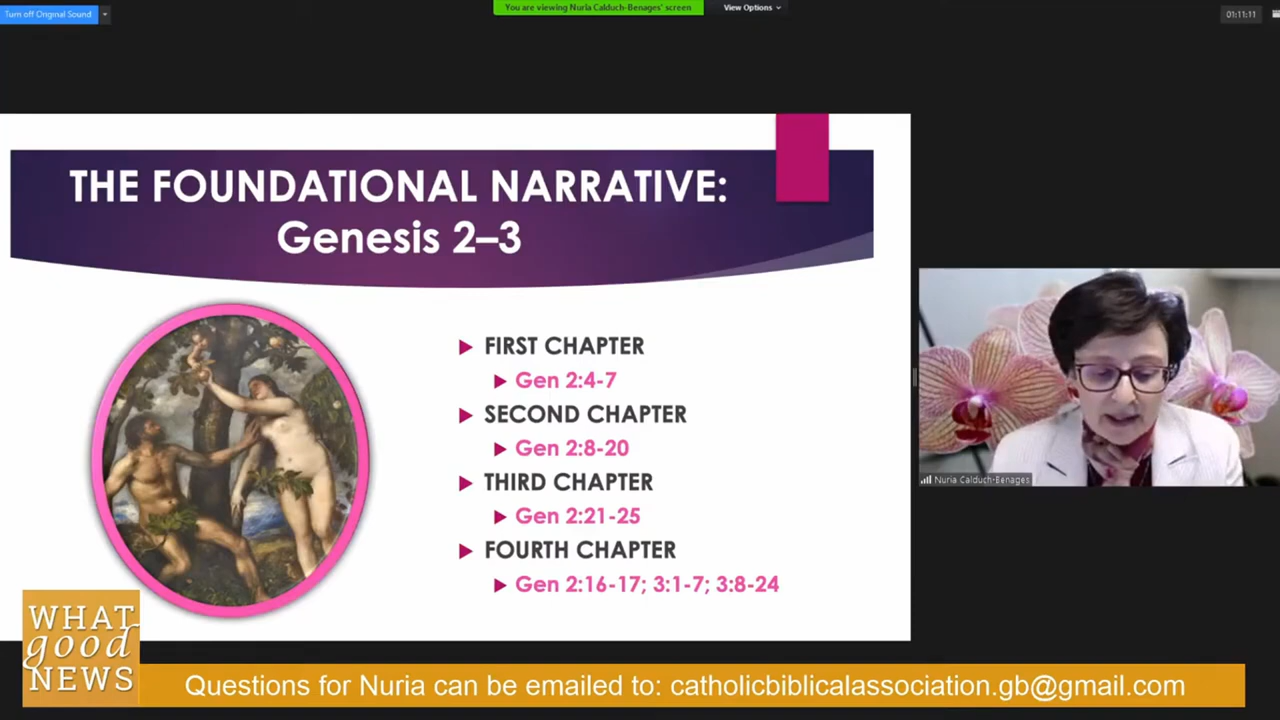 Turn off Original Sound
You are viewing Nuria Calduch-Benages' screen
View Options
01:11:11
THE FOUNDATIONAL NARRATIVE:
Genesis 2–3
FIRST CHAPTER
Gen 2:4-7
SECOND CHAPTER
Gen 2:8-20
THIRD CHAPTER
Gen 2:21-25
FOURTH CHAPTER
Gen 2:16-17; 3:1-7; 3:8-24
Nuria Calduch-Benages
WHAT
good
NEWS
Questions for Nuria can be emailed to: catholicbiblicalassociation.gb@gmail.com